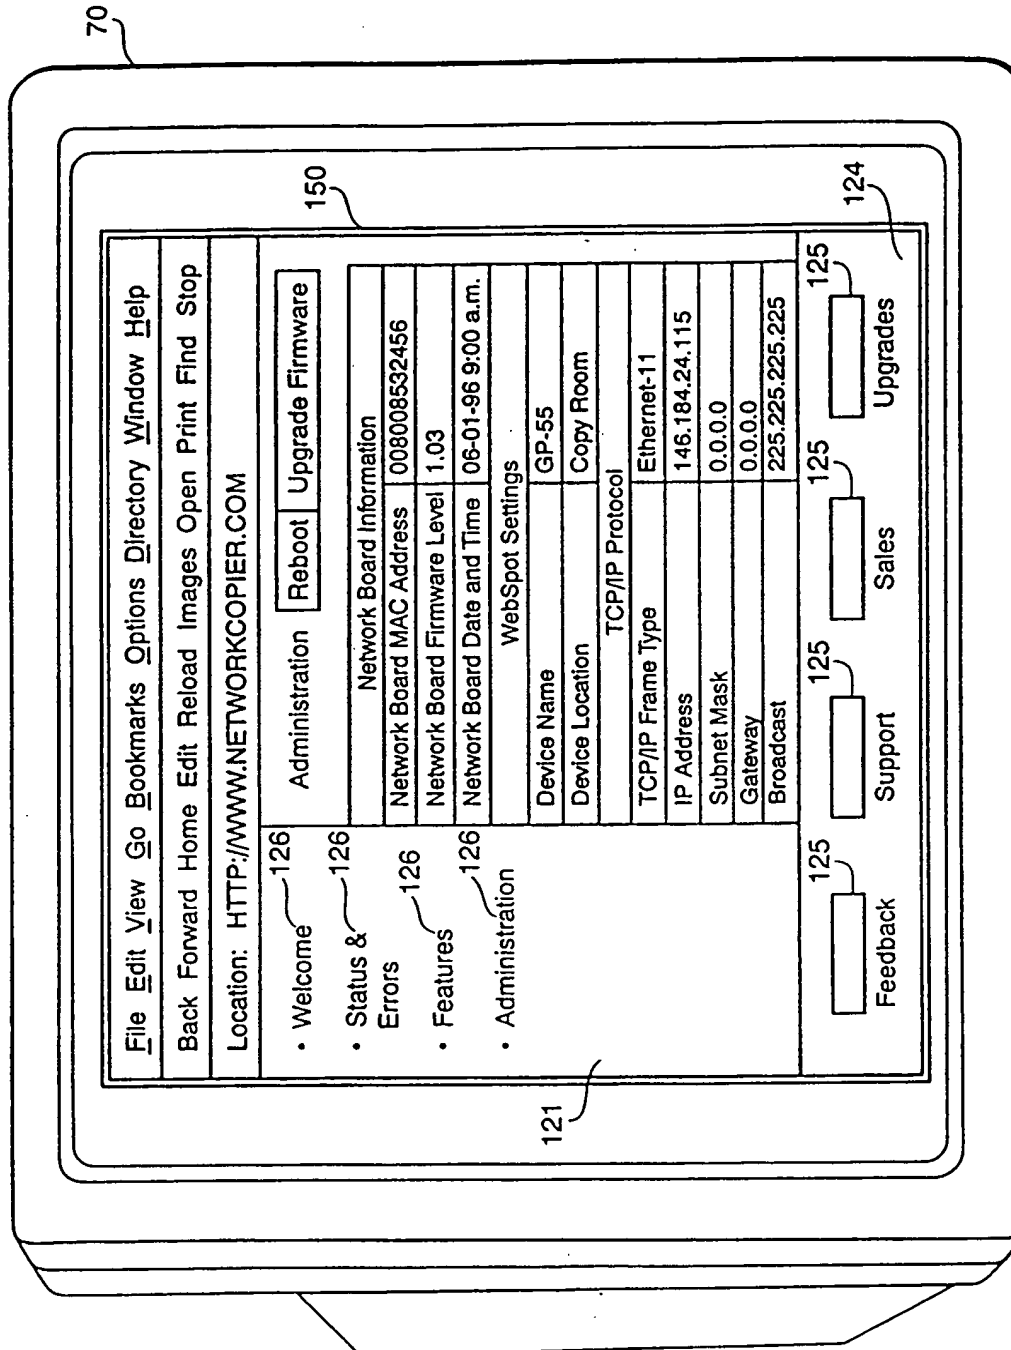 70
File Edit View Go Bookmarks Options Directory Window Help
Back Forward Home Edit Reload Images Open Print Find Stop
Location: HTTP://WWW.NETWORKCOPIER.COM
150
• Welcome 126
• Status & 126
Errors
• Features 126
• Administration 126
121
Administration Reboot Upgrade Firmware
Network Board Information
Network Board MAC Address 008008532456
Network Board Firmware Level 1.03
Network Board Date and Time 06-01-96 9:00 a.m.
WebSpot Settings
Device Name GP-55
Device Location Copy Room
TCP/IP Protocol
TCP/IP Frame Type Ethernet-11
IP Address 146.184.24.115
Subnet Mask 0.0.0.0
Gateway 0.0.0.0
Broadcast 225.225.225.225
125 125 125 125
Feedback Support Sales Upgrades
124